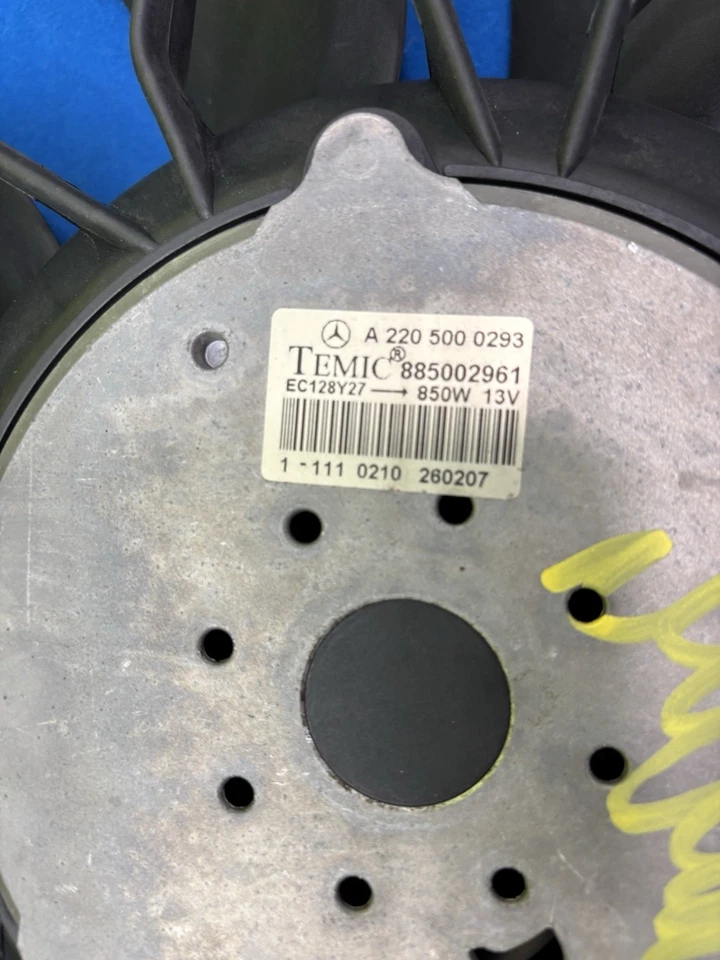 A 220 500 0293
TEMIC® 885002961
EC128Y27 → 850W 13V
1 - 111 0210 260207